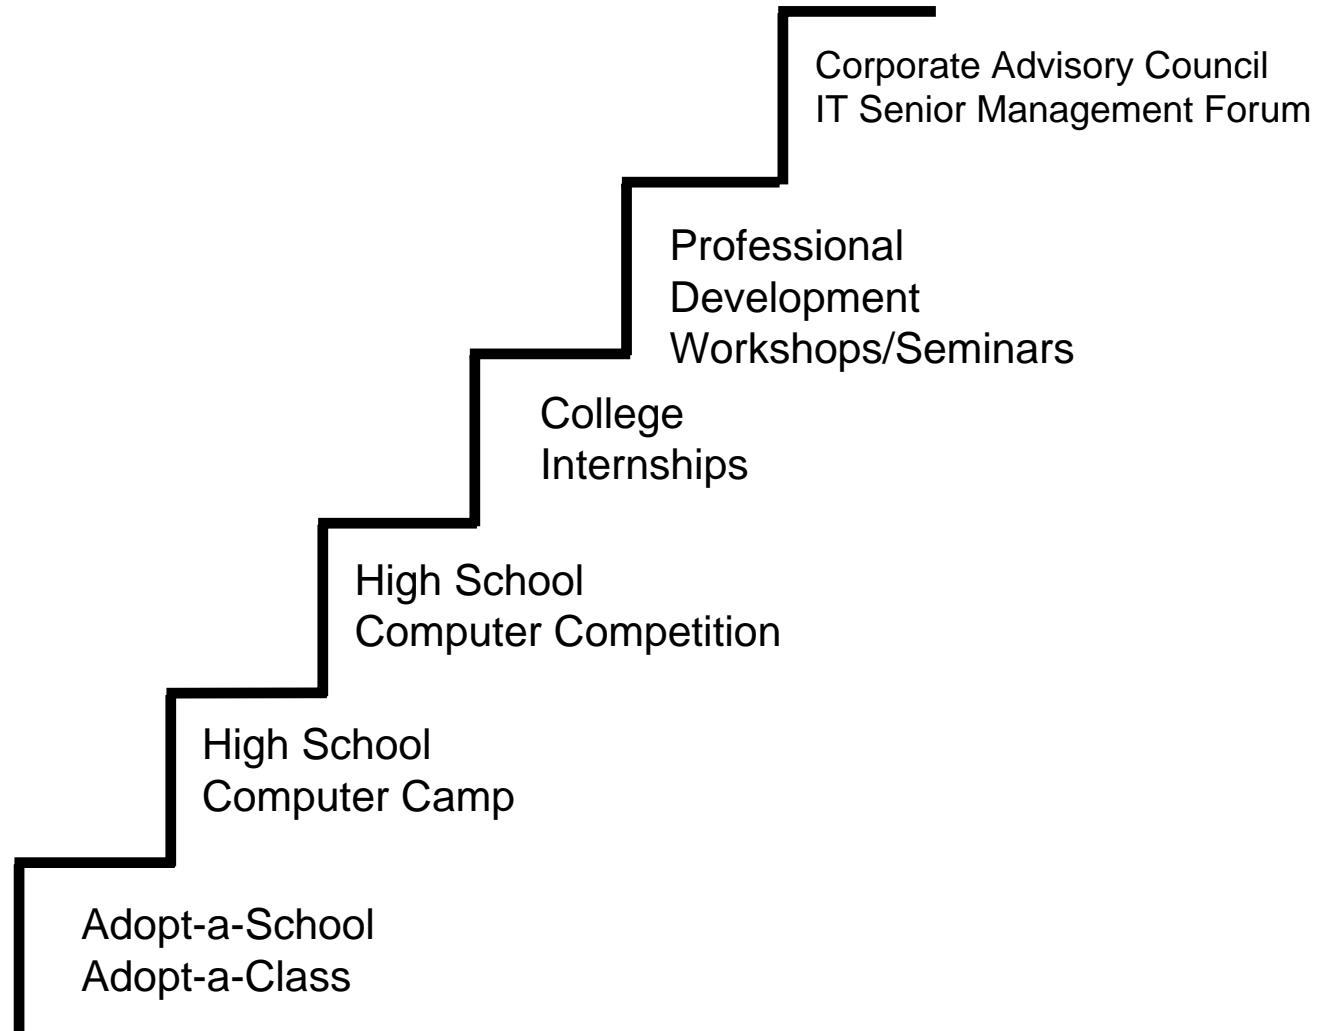 Corporate Advisory Council
IT Senior Management Forum
Professional
Development
Workshops/Seminars
College
Internships
High School
Computer Competition
High School
Computer Camp
Adopt-a-School
Adopt-a-Class